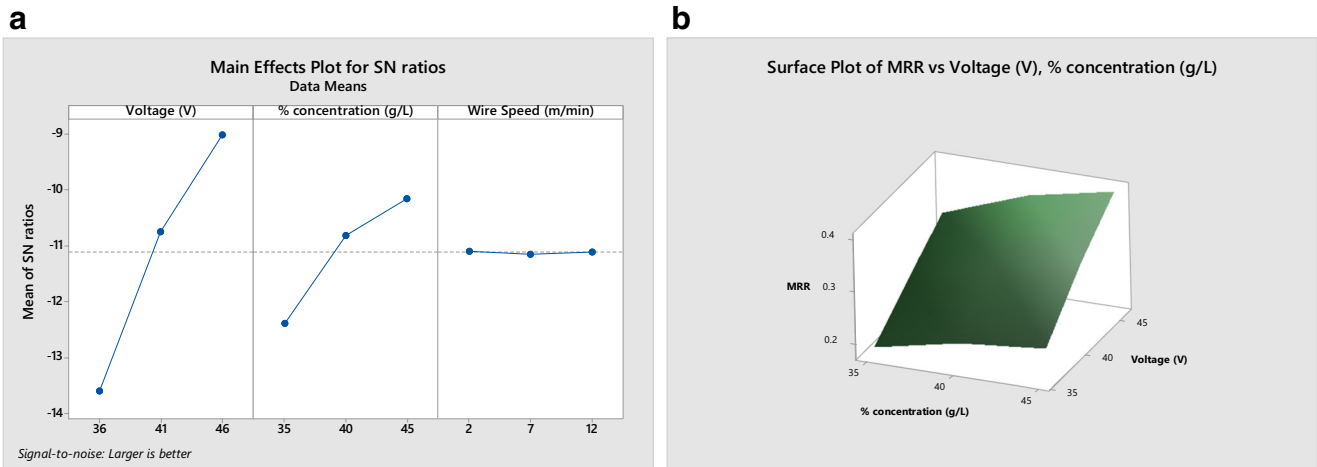 a
Main Effects Plot for SN ratios
Data Means
Voltage (V) % concentration (g/L) Wire Speed (m/min)
Mean of SN ratios
-9
-10
-11
-12
-13
-14
36 41 46 35 40 45 2 7 12
Signal-to-noise: Larger is better
b
Surface Plot of MRR vs Voltage (V), % concentration (g/L)
MRR
0.4
0.3
0.2
35
40
45
% concentration (g/L)
45
40
35
Voltage (V)